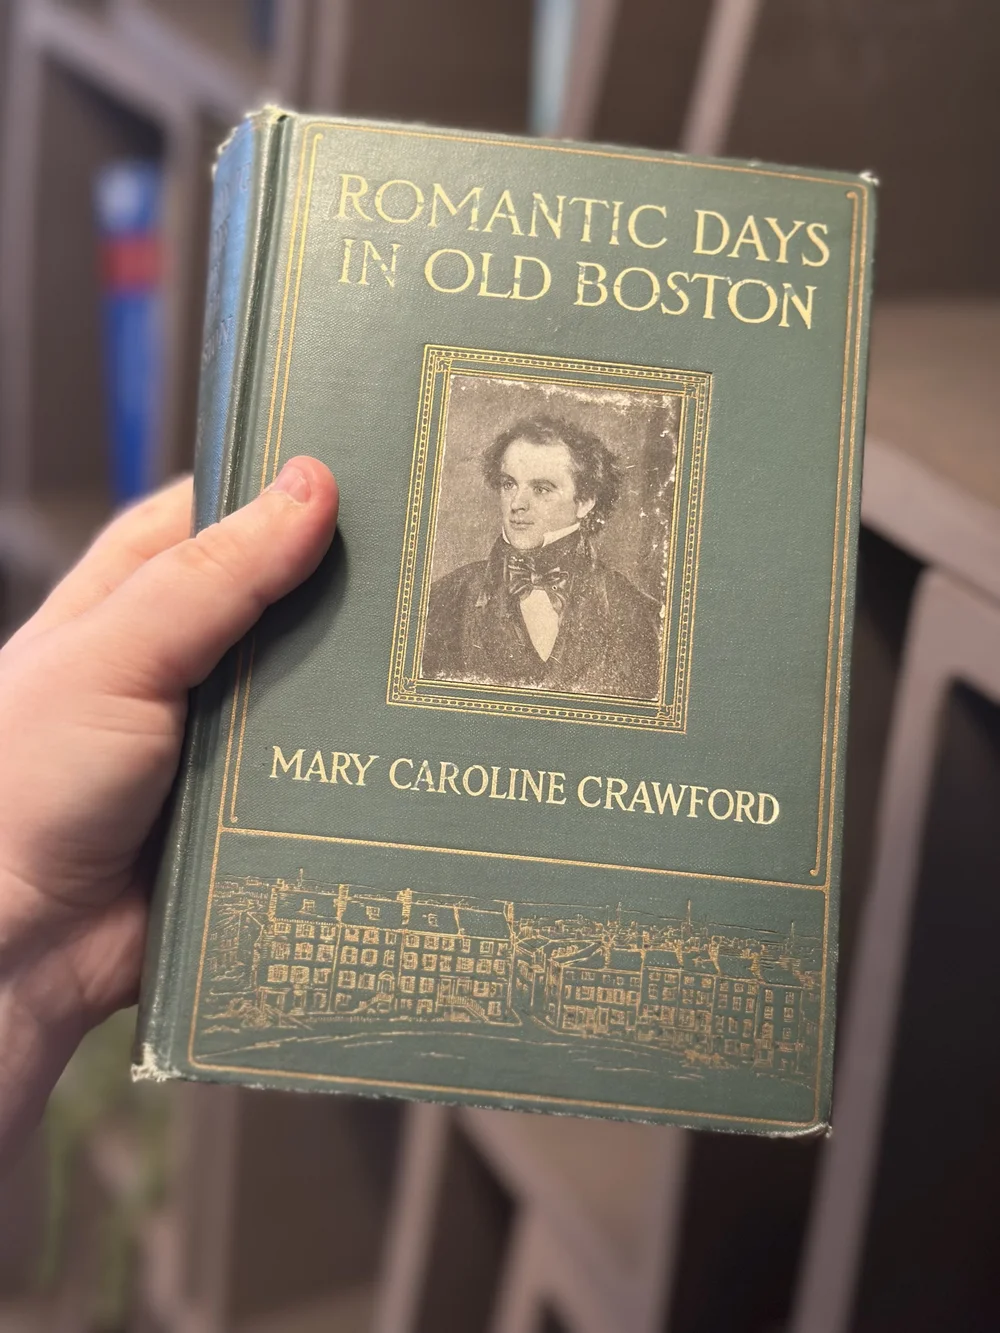 ROMANTIC DAYS
IN OLD BOSTON
MARY CAROLINE CRAWFORD